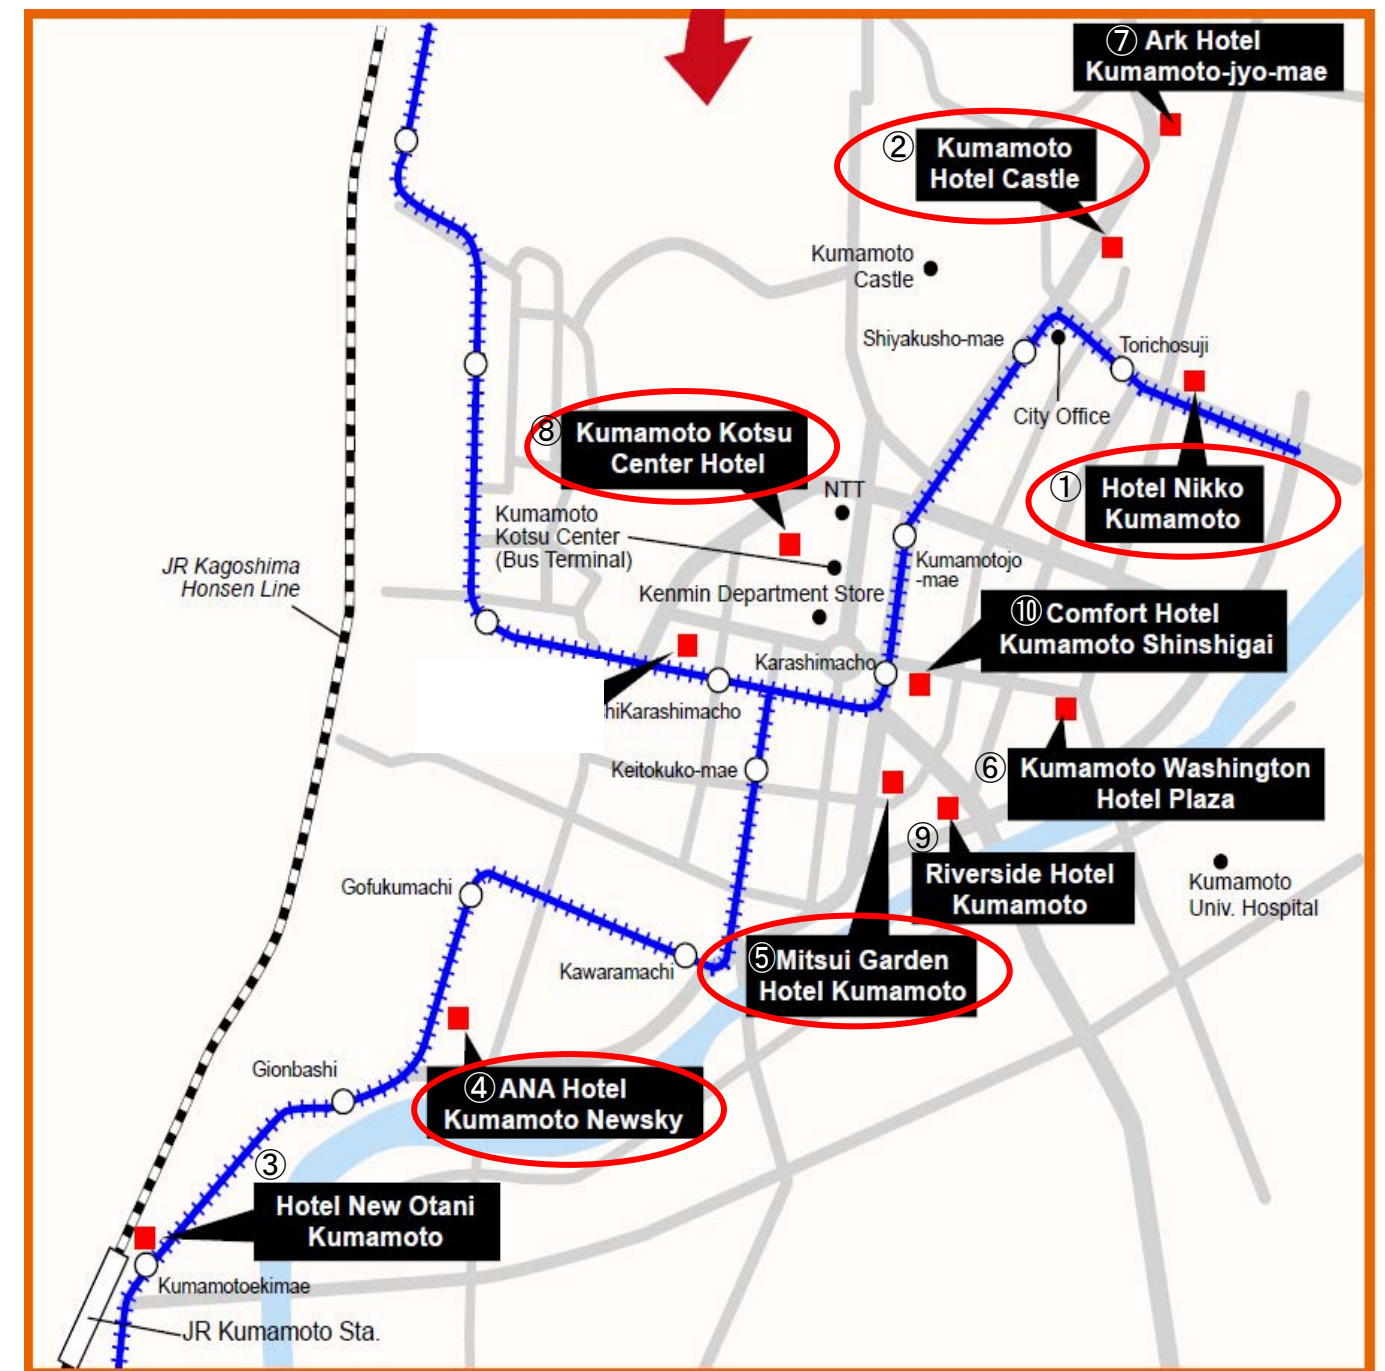 ⑦ Ark Hotel
Kumamoto-jyo-mae
② Kumamoto
Hotel Castle
Kumamoto
Castle
Shiyakusho-mae
Torichosuji
City Office
⑧ Kumamoto Kotsu
Center Hotel
① Hotel Nikko
Kumamoto
NTT
Kumamoto
Kotsu Center
(Bus Terminal)
Kumamotojo
-mae
JR Kagoshima
Honsen Line
Kenmin Department Store
⑩ Comfort Hotel
Kumamoto Shinshigai
Karashimacho
hiKarashimacho
Keitokuko-mae
⑥ Kumamoto Washington
Hotel Plaza
⑨
Riverside Hotel
Kumamoto
Kumamoto
Univ. Hospital
Gofukumachi
Kawaramachi
⑤Mitsui Garden
Hotel Kumamoto
Gionbashi
④ ANA Hotel
Kumamoto Newsky
③
Hotel New Otani
Kumamoto
Kumamotoekimae
JR Kumamoto Sta.